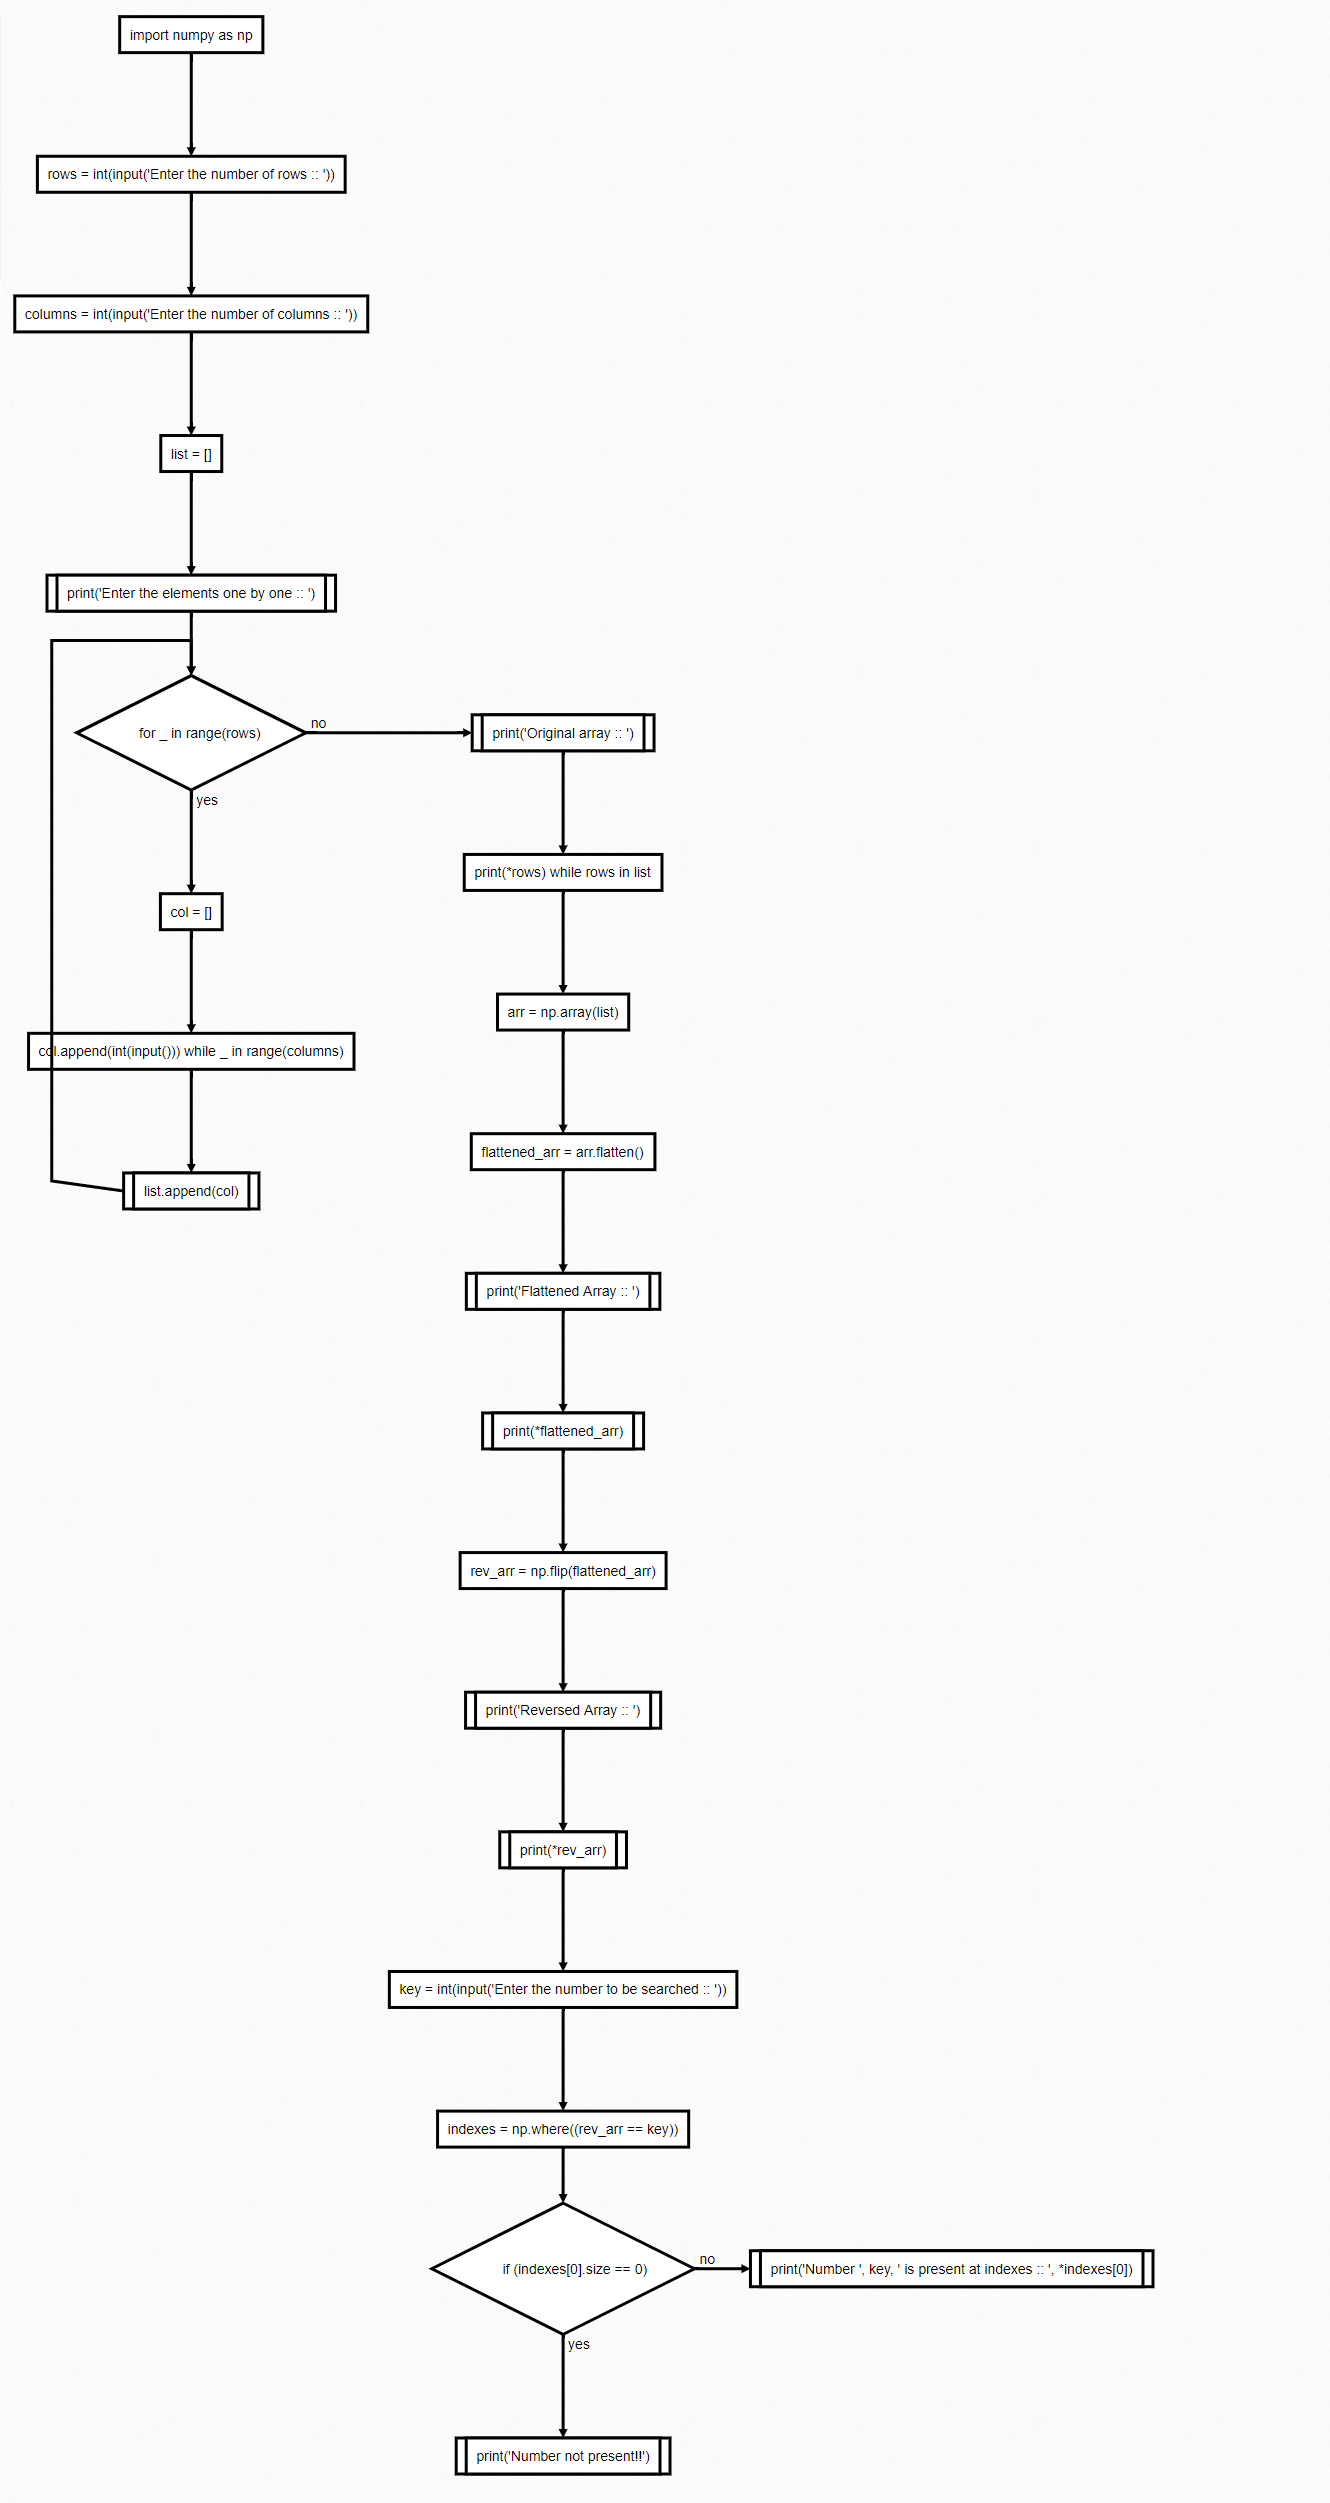 import numpy as np
rows = int(input('Enter the number of rows :: '))
columns = int(input('Enter the number of columns :: '))
list = []
print('Enter the elements one by one :: ')
for _ in range(rows)
no
yes
col = []
col.append(int(input())) while _ in range(columns)
list.append(col)
print('Original array :: ')
print(*rows) while rows in list
arr = np.array(list)
flattened_arr = arr.flatten()
print('Flattened Array :: ')
print(*flattened_arr)
rev_arr = np.flip(flattened_arr)
print('Reversed Array :: ')
print(*rev_arr)
key = int(input('Enter the number to be searched :: '))
indexes = np.where((rev_arr == key))
if (indexes[0].size == 0)
no
print('Number ', key, ' is present at indexes :: ', *indexes[0])
yes
print('Number not present!!')